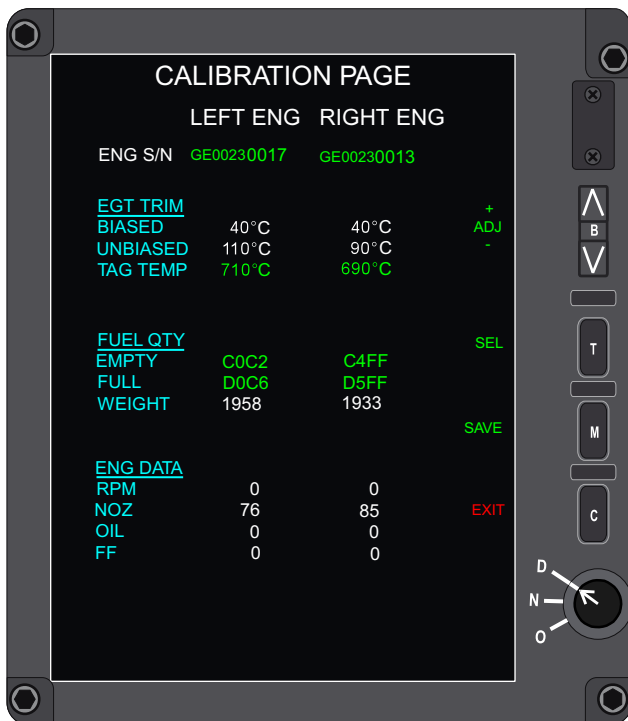 CALIBRATION PAGE
LEFT ENG RIGHT ENG
ENG S/N GE00230017 GE00230013
EGT TRIM +
BIASED 40°C 40°C ADJ
UNBIASED 110°C 90°C -
TAG TEMP 710°C 690°C
B
FUEL QTY SEL
T
EMPTY C0C2 C4FF
FULL D0C6 D5FF
WEIGHT 1958 1933
SAVE
M
ENG DATA
RPM 0 0
NOZ 76 85 EXIT
C
OIL 0 0
FF 0 0
D
N
O